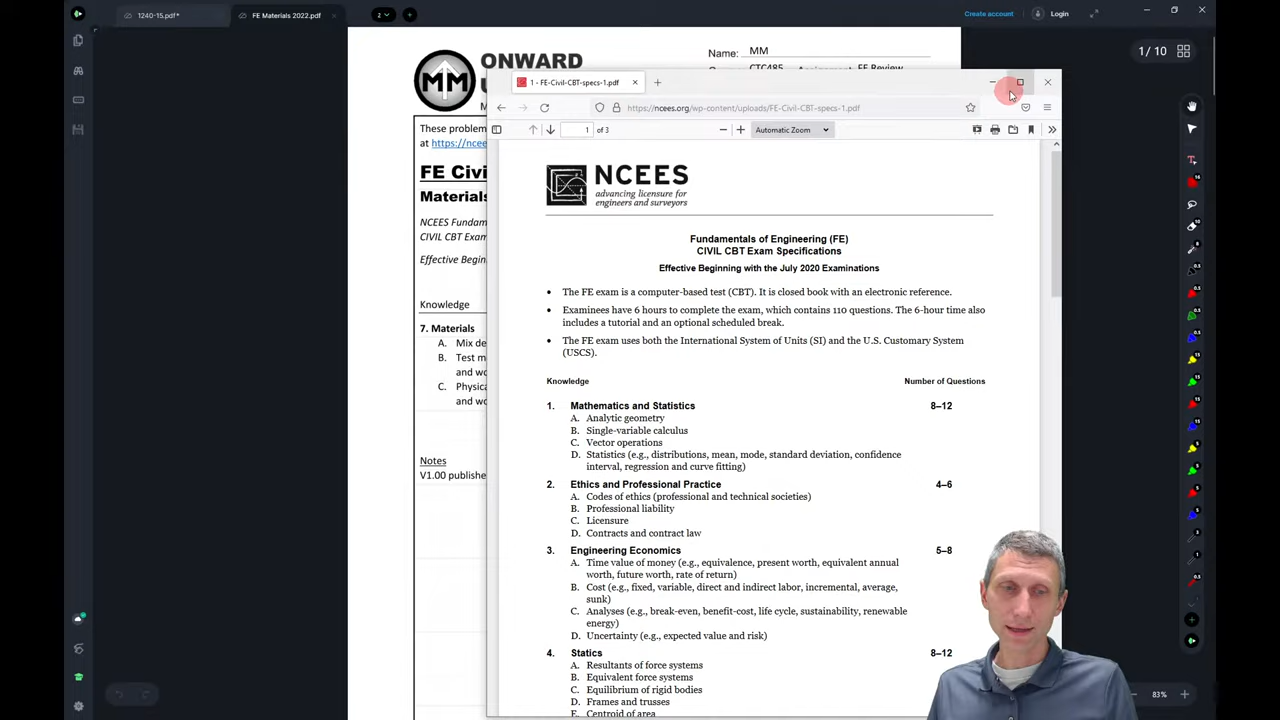 1240-15.pdf*
FE Materials 2022.pdf
2
Create account
Login
ONWARD
MM
Name: MM
1 / 10
1 - FE-Civil-CBT-specs-1.pdf
https://ncees.org/wp-content/uploads/FE-Civil-CBT-specs-1.pdf
1 of 3
Automatic Zoom
These problem
at https://ncee
FE Civi
Materials
NCEES Fundam
CIVIL CBT Exam
Effective Begin
Knowledge
7. Materials
A. Mix de
B. Test m
and wo
C. Physica
and wo
Notes
V1.00 publishe
NCEES
advancing licensure for
engineers and surveyors
Fundamentals of Engineering (FE)
CIVIL CBT Exam Specifications
Effective Beginning with the July 2020 Examinations
• The FE exam is a computer-based test (CBT). It is closed book with an electronic reference.
• Examinees have 6 hours to complete the exam, which contains 110 questions. The 6-hour time also
includes a tutorial and an optional scheduled break.
• The FE exam uses both the International System of Units (SI) and the U.S. Customary System
(USCS).
Knowledge Number of Questions
1. Mathematics and Statistics 8–12
A. Analytic geometry
B. Single-variable calculus
C. Vector operations
D. Statistics (e.g., distributions, mean, mode, standard deviation, confidence
interval, regression and curve fitting)
2. Ethics and Professional Practice 4–6
A. Codes of ethics (professional and technical societies)
B. Professional liability
C. Licensure
D. Contracts and contract law
3. Engineering Economics 5–8
A. Time value of money (e.g., equivalence, present worth, equivalent annual
worth, future worth, rate of return)
B. Cost (e.g., fixed, variable, direct and indirect labor, incremental, average,
sunk)
C. Analyses (e.g., break-even, benefit-cost, life cycle, sustainability, renewable
energy)
D. Uncertainty (e.g., expected value and risk)
4. Statics 8–12
A. Resultants of force systems
B. Equivalent force systems
C. Equilibrium of rigid bodies
D. Frames and trusses
E. Centroid of area
83%